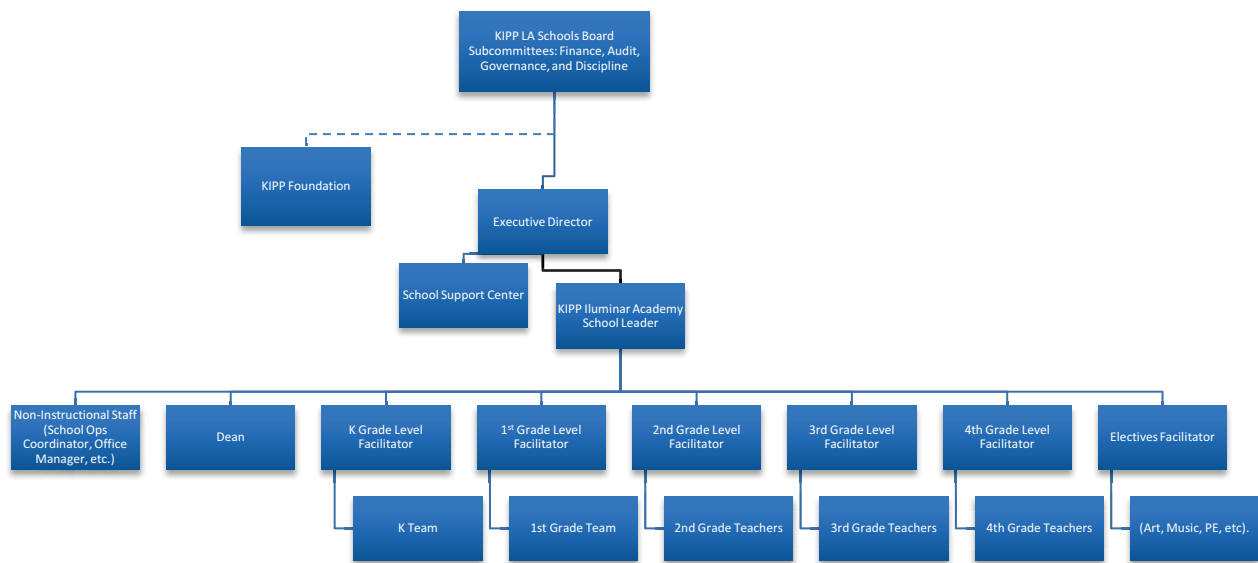 KIPP LA Schools Board
Subcommittees: Finance, Audit,
Governance, and Discipline
KIPP Foundation
Executive Director
School Support Center
KIPP Iluminar Academy
School Leader
Non-Instructional Staff
(School Ops
Coordinator, Office
Manager, etc.)
Dean
K Grade Level
Facilitator
1st Grade Level
Facilitator
2nd Grade Level
Facilitator
3rd Grade Level
Facilitator
4th Grade Level
Facilitator
Electives Facilitator
K Team
1st Grade Team
2nd Grade Teachers
3rd Grade Teachers
4th Grade Teachers
(Art, Music, PE, etc).